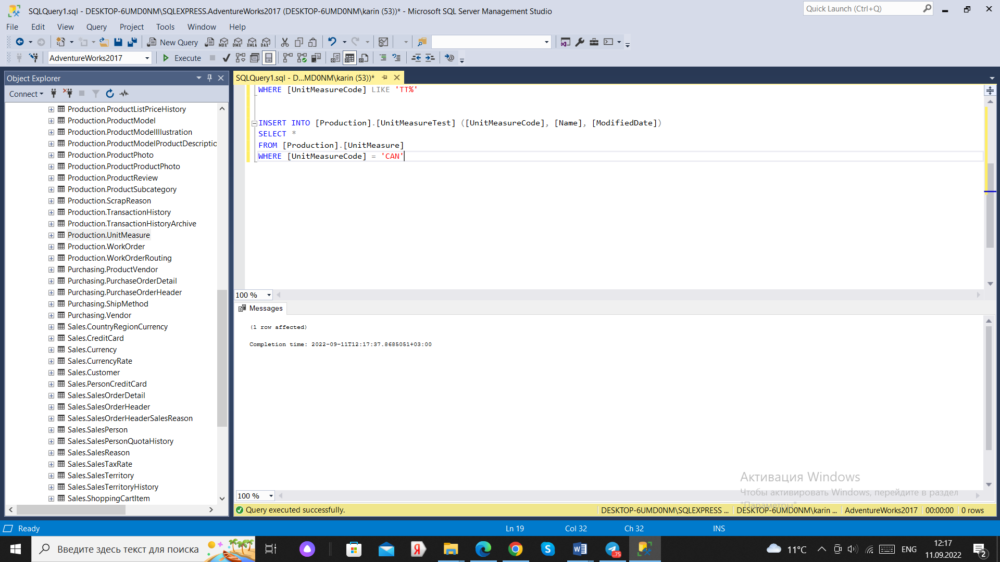 SQLQuery1.sql - DESKTOP-6UMD0NM\SQLEXPRESS.AdventureWorks2017 (DESKTOP-6UMD0NM\karin (53))* - Microsoft SQL Server Management Studio
Quick Launch (Ctrl+Q)
File Edit View Query Project Tools Window Help
New Query MDX DMX XMLA DAX
AdventureWorks2017 Execute
Object Explorer
Connect
Production.ProductListPriceHistory
Production.ProductModel
Production.ProductModelIllustration
Production.ProductModelProductDescriptic
Production.ProductPhoto
Production.ProductProductPhoto
Production.ProductReview
Production.ProductSubcategory
Production.ScrapReason
Production.TransactionHistory
Production.TransactionHistoryArchive
Production.UnitMeasure
Production.WorkOrder
Production.WorkOrderRouting
Purchasing.ProductVendor
Purchasing.PurchaseOrderDetail
Purchasing.PurchaseOrderHeader
Purchasing.ShipMethod
Purchasing.Vendor
Sales.CountryRegionCurrency
Sales.CreditCard
Sales.Currency
Sales.CurrencyRate
Sales.Customer
Sales.PersonCreditCard
Sales.SalesOrderDetail
Sales.SalesOrderHeader
Sales.SalesOrderHeaderSalesReason
Sales.SalesPerson
Sales.SalesPersonQuotaHistory
Sales.SalesReason
Sales.SalesTaxRate
Sales.SalesTerritory
Sales.SalesTerritoryHistory
Sales.ShoppingCartItem
SQLQuery1.sql - D...MD0NM\karin (53))*
WHERE [UnitMeasureCode] LIKE 'TT%'
INSERT INTO [Production].[UnitMeasureTest] ([UnitMeasureCode], [Name], [ModifiedDate])
SELECT *
FROM [Production].[UnitMeasure]
WHERE [UnitMeasureCode] = 'CAN'
100 %
Messages
(1 row affected)
Completion time: 2022-09-11T12:17:37.8685051+03:00
100 %
Активация Windows
Чтобы активировать Windows, перейдите в раздел
"Параметры".
Query executed successfully.
DESKTOP-6UMD0NM\SQLEXPRESS ... DESKTOP-6UMD0NM\karin ... AdventureWorks2017 00:00:00 0 rows
Ready Ln 19 Col 32 Ch 32 INS
Введите здесь текст для поиска
Я
75
11°C
ENG
12:17
11.09.2022
2